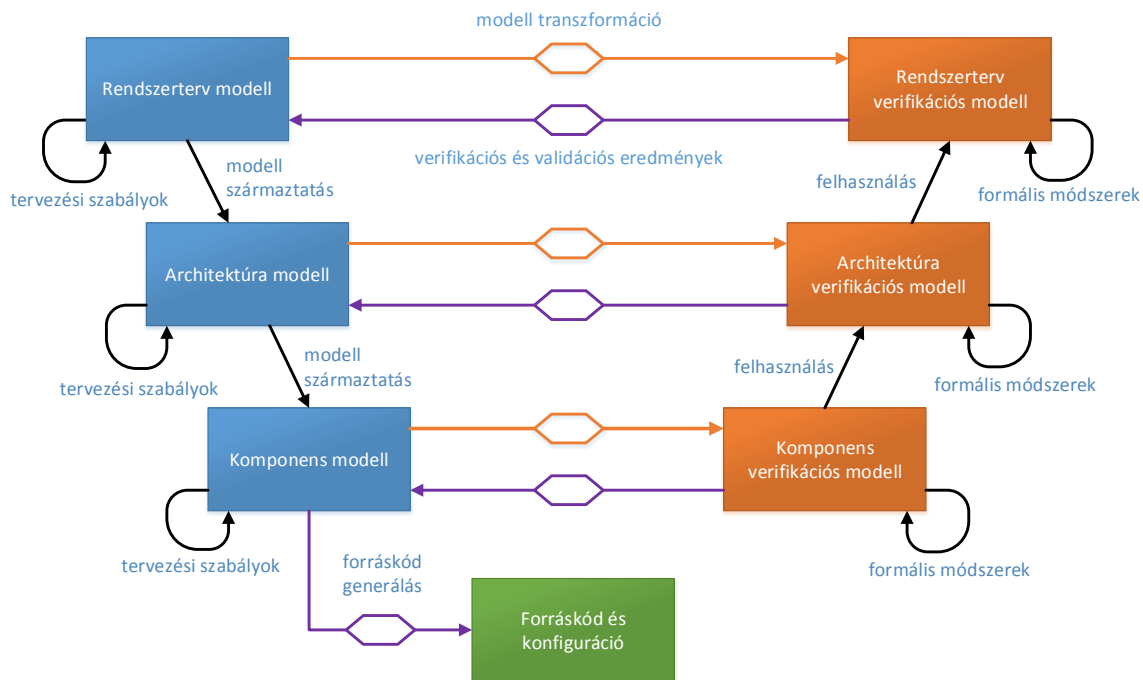 modell transzformáció
Rendszerterv modell
Rendszerterv
verifikációs modell
verifikációs és validációs eredmények
modell
származtatás
felhasználás
tervezési szabályok
formális módszerek
Architektúra modell
Architektúra
verifikációs modell
modell
származtatás
felhasználás
tervezési szabályok
formális módszerek
Komponens modell
Komponens
verifikációs modell
tervezési szabályok
forráskód
generálás
formális módszerek
Forráskód és
konfiguráció